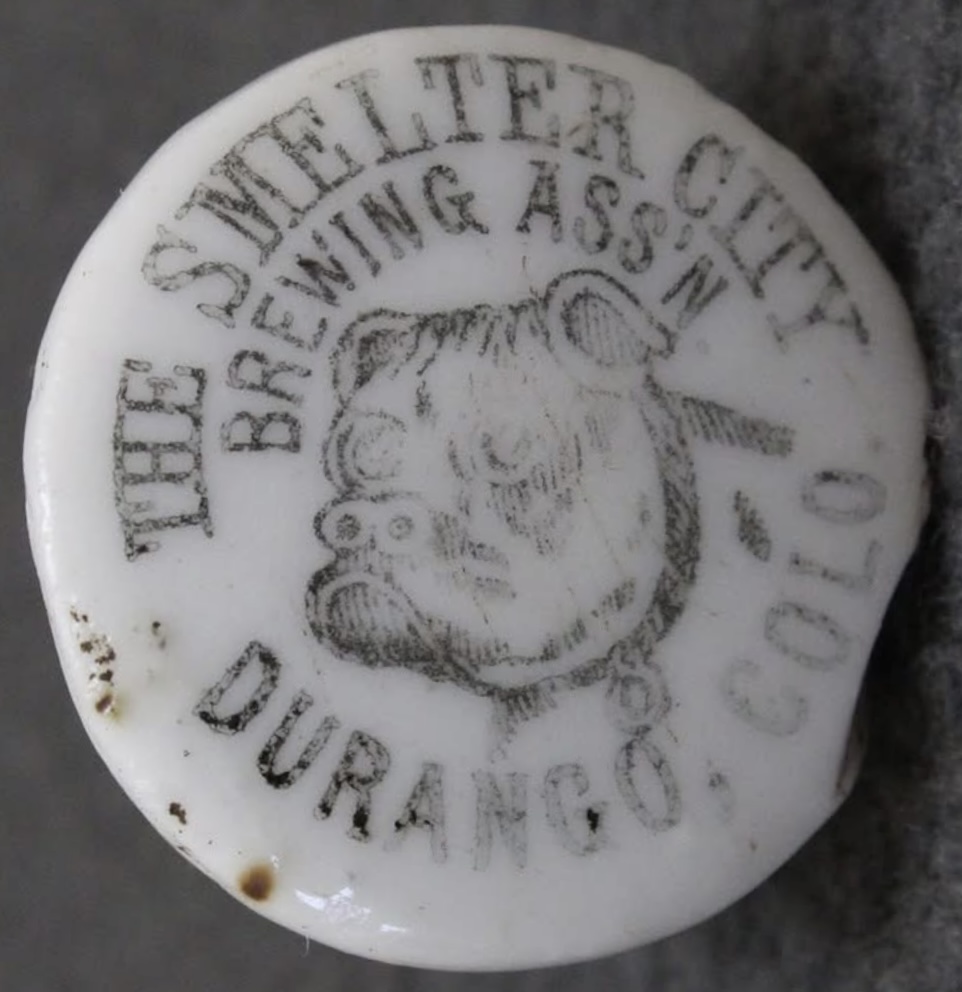 THE SMELTER CITY
BREWING ASS'N
DURANGO, COLO